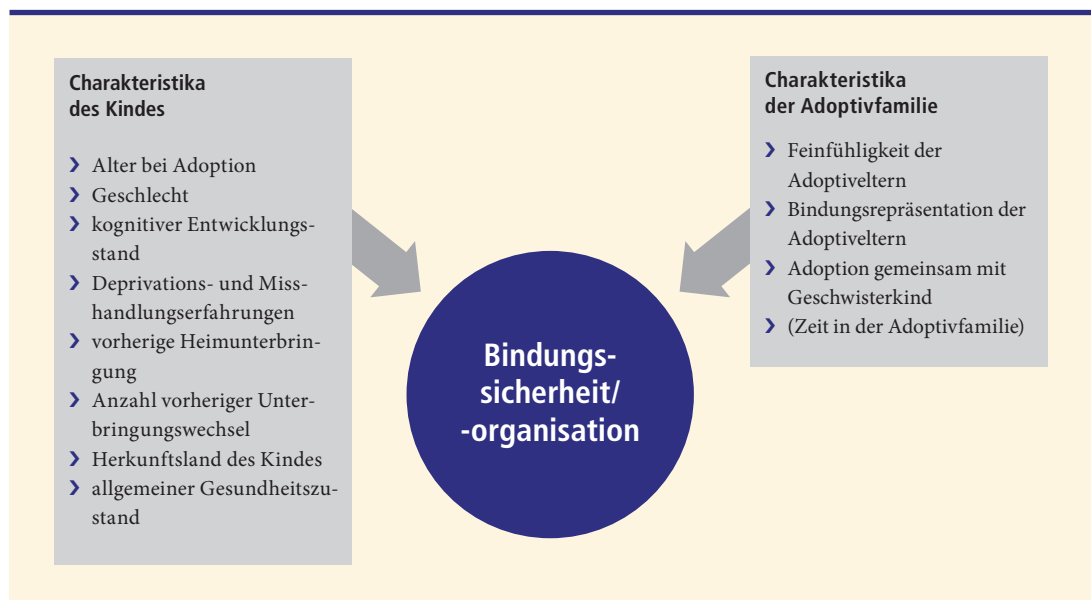 Charakteristika
des Kindes
❯ Alter bei Adoption
❯ Geschlecht
❯ kognitiver Entwicklungs-
stand
❯ Deprivations- und Miss-
handlungserfahrungen
❯ vorherige Heimunterbrin-
gung
❯ Anzahl vorheriger Unter-
bringungswechsel
❯ Herkunftsland des Kindes
❯ allgemeiner Gesundheitszu-
stand
Bindungs-
sicherheit/
-organisation
Charakteristika
der Adoptivfamilie
❯ Feinfühligkeit der
Adoptiveltern
❯ Bindungsrepräsentation der
Adoptiveltern
❯ Adoption gemeinsam mit
Geschwisterkind
❯ (Zeit in der Adoptivfamilie)